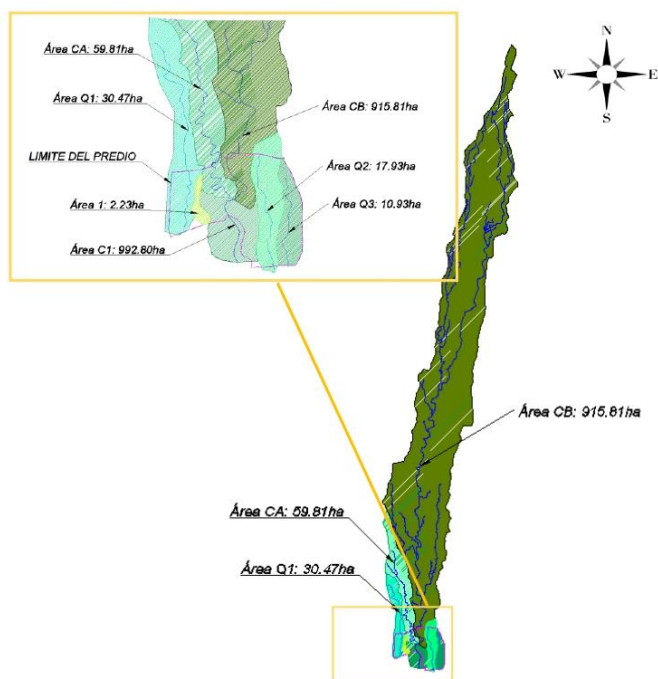 Área CA: 59.81ha
Área Q1: 30.47ha
Área CB: 915.81ha
LIMITE DEL PREDIO
Área Q2: 17.93ha
Área 1: 2.23ha
Área Q3: 10.93ha
Área C1: 992.80ha
N
W
E
S
Área CB: 915.81ha
Área CA: 59.81ha
Área Q1: 30.47ha